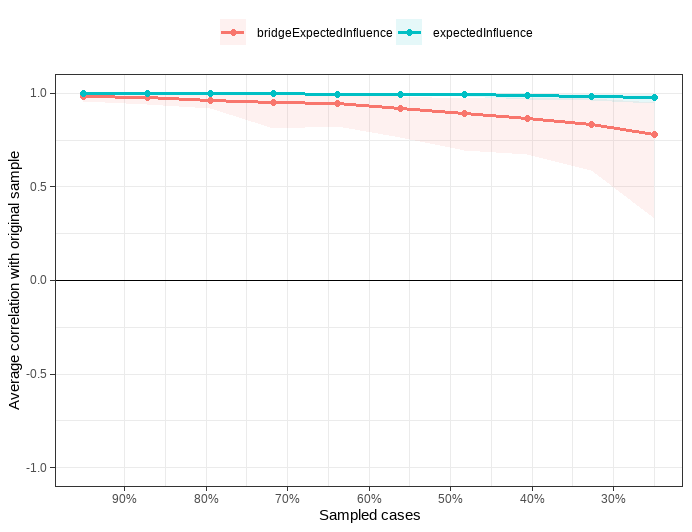 bridgeExpectedInfluence expectedInfluence
Average correlation with original sample
1.0
0.5
0.0
-0.5
-1.0
90% 80% 70% 60% 50% 40% 30%
Sampled cases